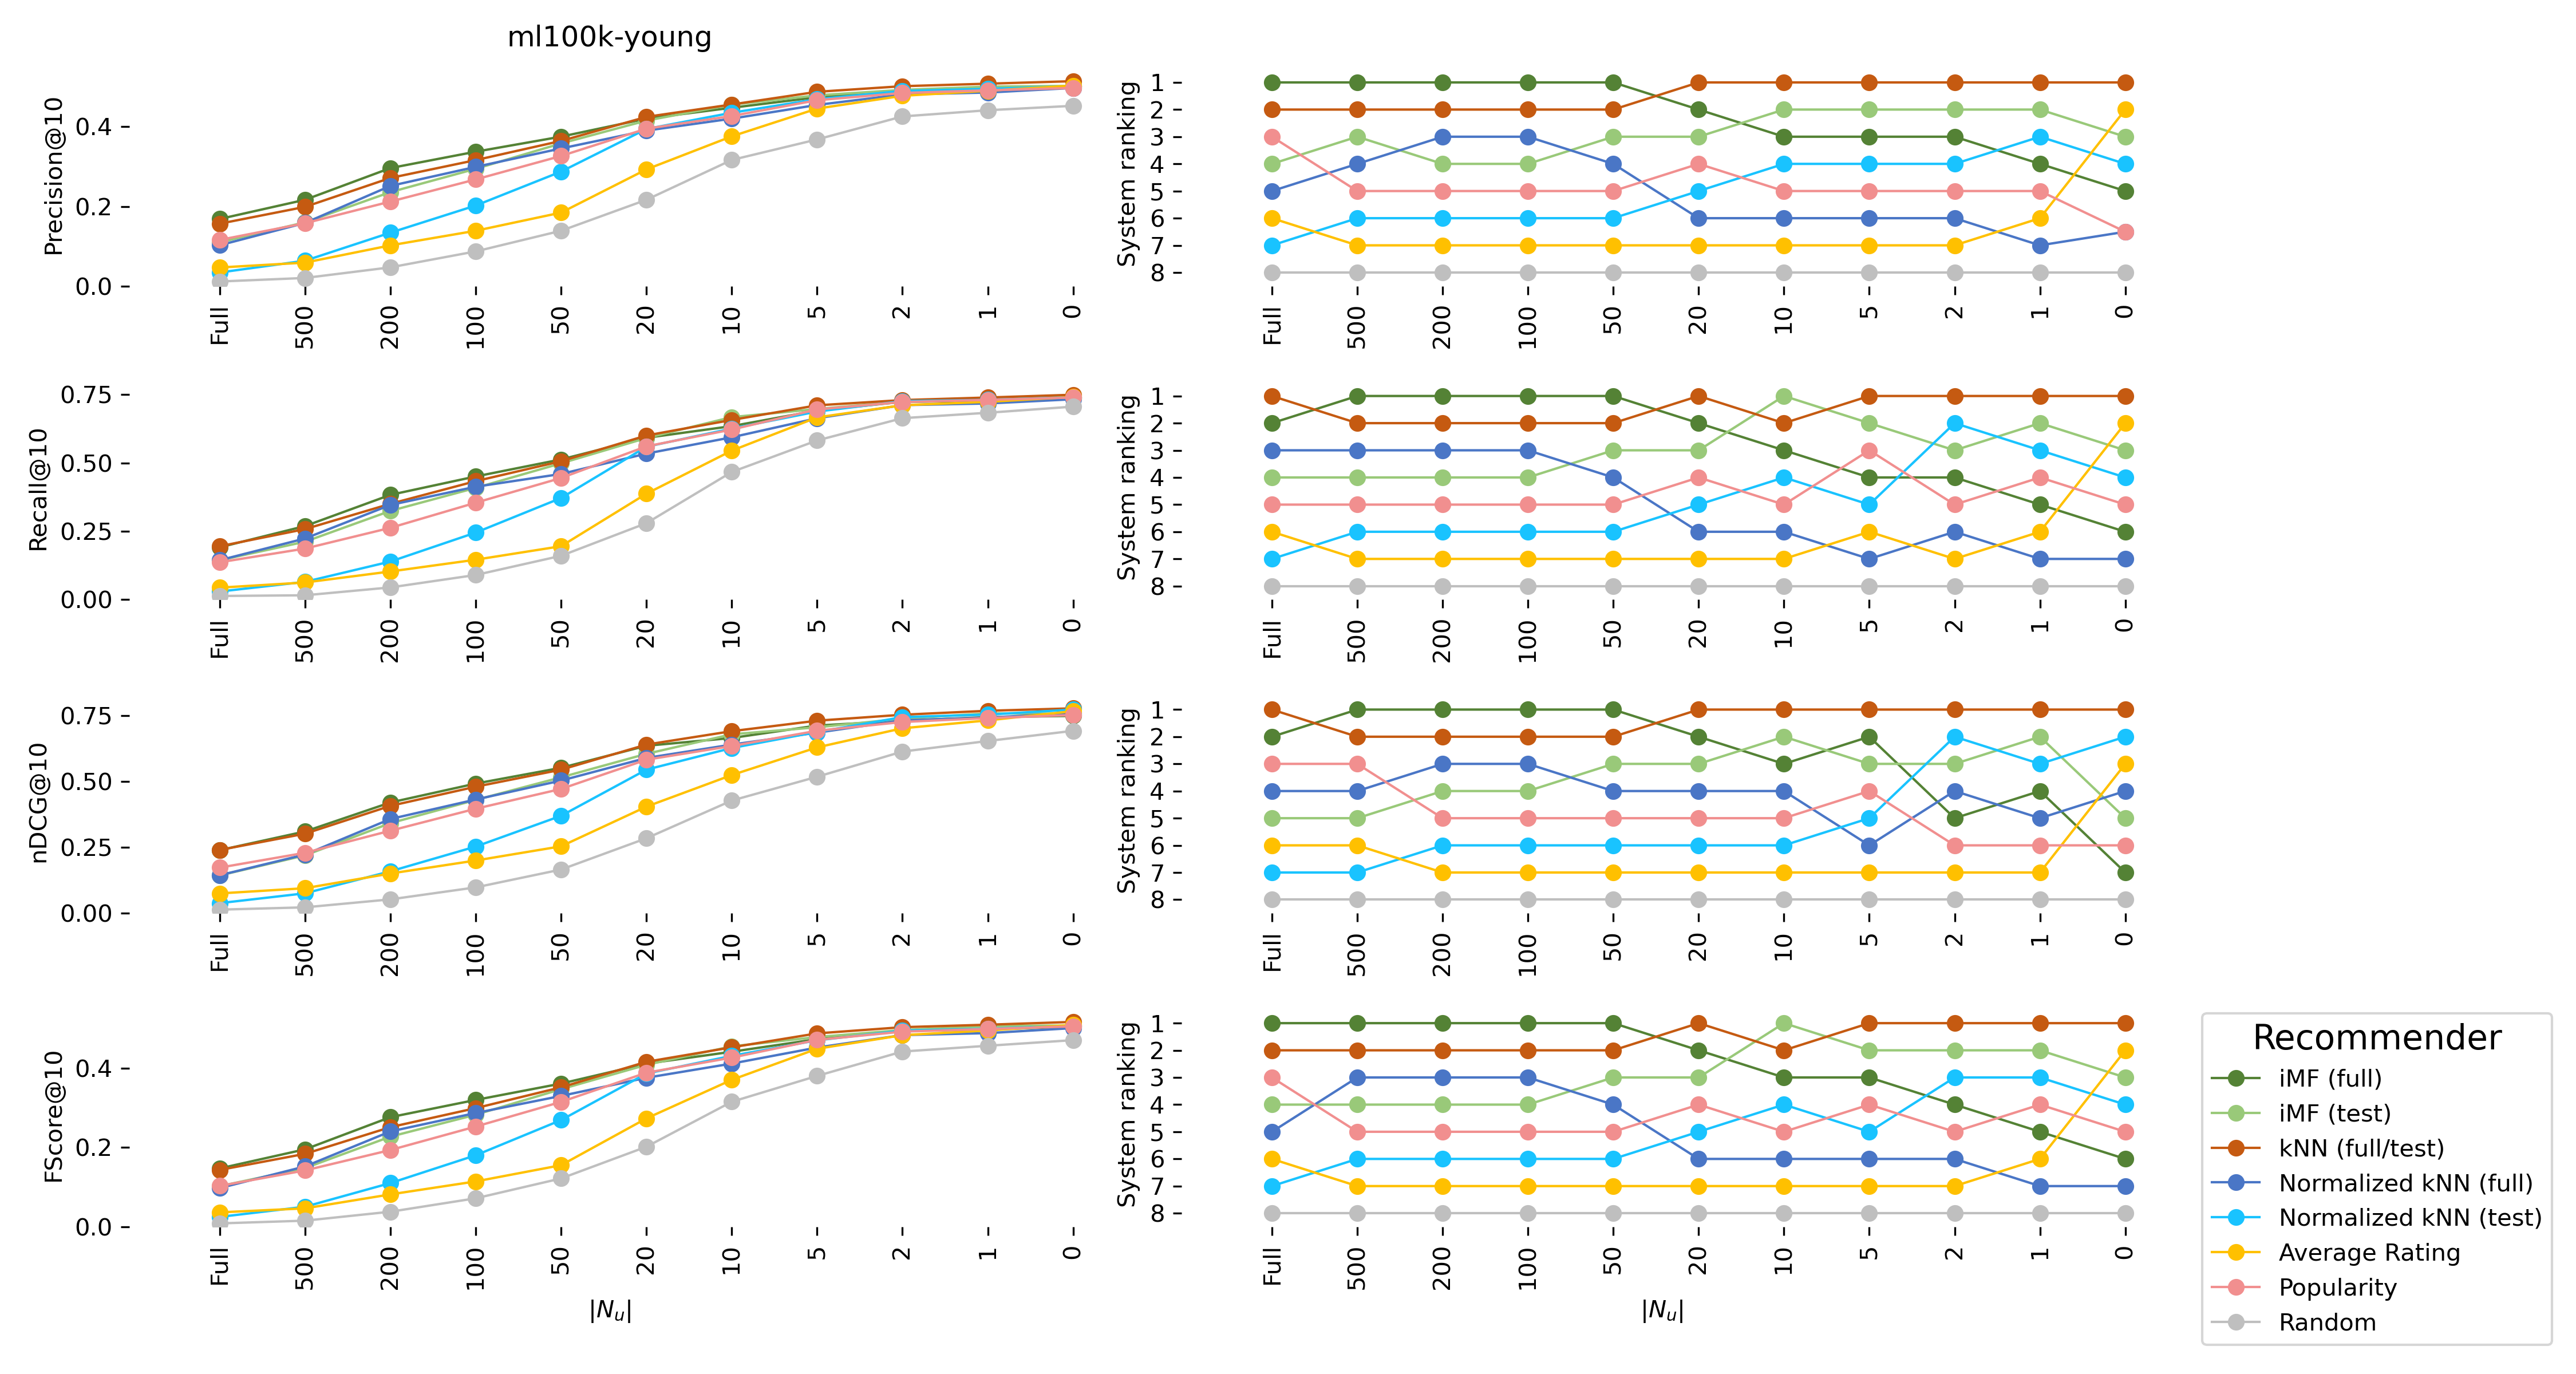 ml100k-young
Precision@10
0.4
0.2
0.0
Full 500 200 100 50 20 10 5 2 1 0
System ranking
1
2
3
4
5
6
7
8
Full 500 200 100 50 20 10 5 2 1 0
Recall@10
0.75
0.50
0.25
0.00
Full 500 200 100 50 20 10 5 2 1 0
System ranking
1
2
3
4
5
6
7
8
Full 500 200 100 50 20 10 5 2 1 0
nDCG@10
0.75
0.50
0.25
0.00
Full 500 200 100 50 20 10 5 2 1 0
System ranking
1
2
3
4
5
6
7
8
Full 500 200 100 50 20 10 5 2 1 0
FScore@10
0.4
0.2
0.0
Full 500 200 100 50 20 10 5 2 1 0
|Nu|
System ranking
1
2
3
4
5
6
7
8
Full 500 200 100 50 20 10 5 2 1 0
|Nu|
Recommender
iMF (full)
iMF (test)
kNN (full/test)
Normalized kNN (full)
Normalized kNN (test)
Average Rating
Popularity
Random